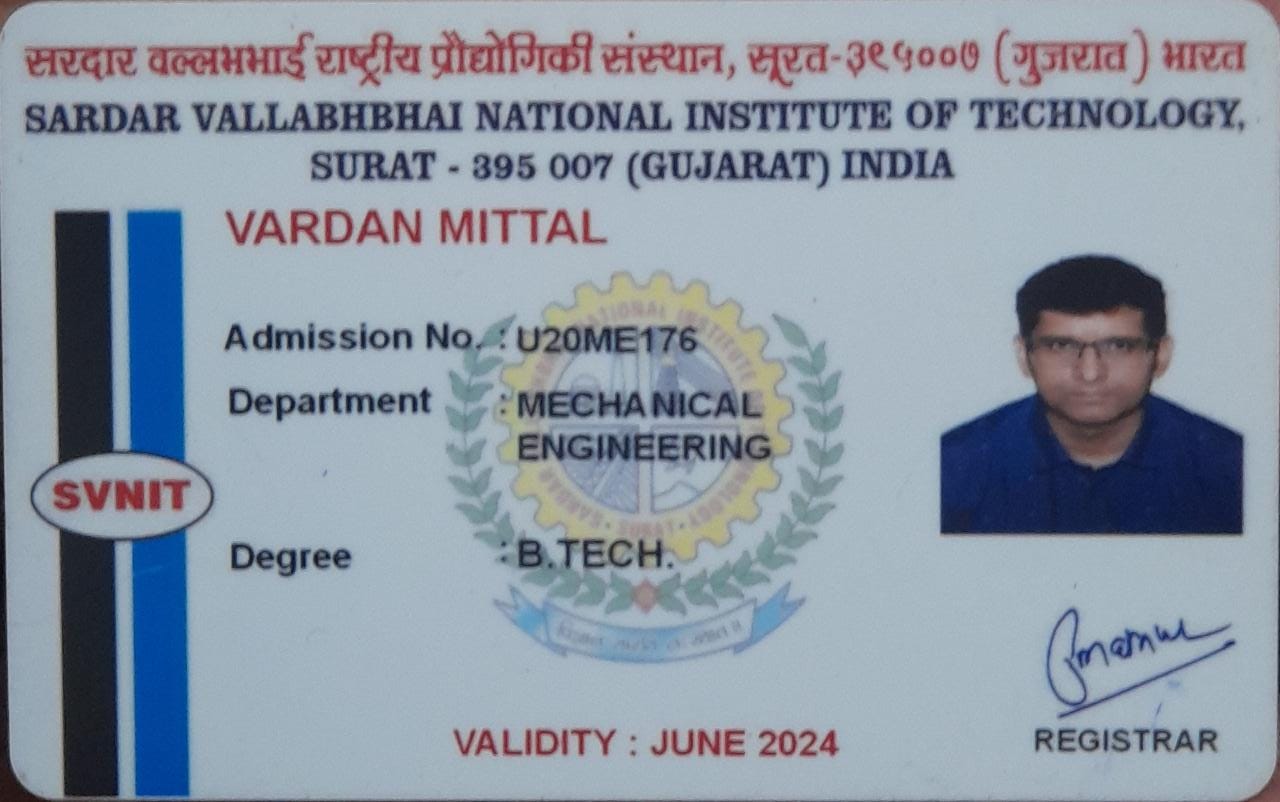 सरदार वल्लभभाई राष्ट्रीय प्रौद्योगिकी संस्थान, सूरत-३९५००७ (गुजरात) भारत
SARDAR VALLABHBHAI NATIONAL INSTITUTE OF TECHNOLOGY,
SURAT - 395 007 (GUJARAT) INDIA
VARDAN MITTAL
Admission No. : U20ME176
Department : MECHANICAL
ENGINEERING
SVNIT
Degree : B.TECH.
VALIDITY : JUNE 2024
REGISTRAR